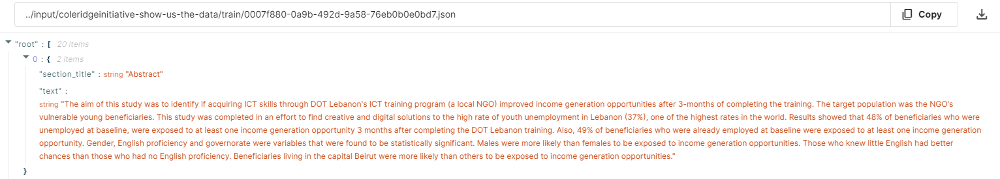 ../input/coleridgeinitiative-show-us-the-data/train/0007f880-0a9b-492d-9a58-76eb0b0e0bd7.json Copy
"root" : [ 20 items
0 : { 2 items
"section_title" : string "Abstract"
"text" :
string "The aim of this study was to identify if acquiring ICT skills through DOT Lebanon's ICT training program (a local NGO) improved income generation opportunities after 3-months of completing the training. The target population was the NGO's
vulnerable young beneficiaries. This study was completed in an effort to find creative and digital solutions to the high rate of youth unemployment in Lebanon (37%), one of the highest rates in the world. Results showed that 48% of beneficiaries who were
unemployed at baseline, were exposed to at least one income generation opportunity 3 months after completing the DOT Lebanon training. Also, 49% of beneficiaries who were already employed at baseline were exposed to at least one income generation
opportunity. Gender, English proficiency and governorate were variables that were found to be statistically significant. Males were more likely than females to be exposed to income generation opportunities. Those who knew little English had better
chances than those who had no English proficiency. Beneficiaries living in the capital Beirut were more likely than others to be exposed to income generation opportunities."
}